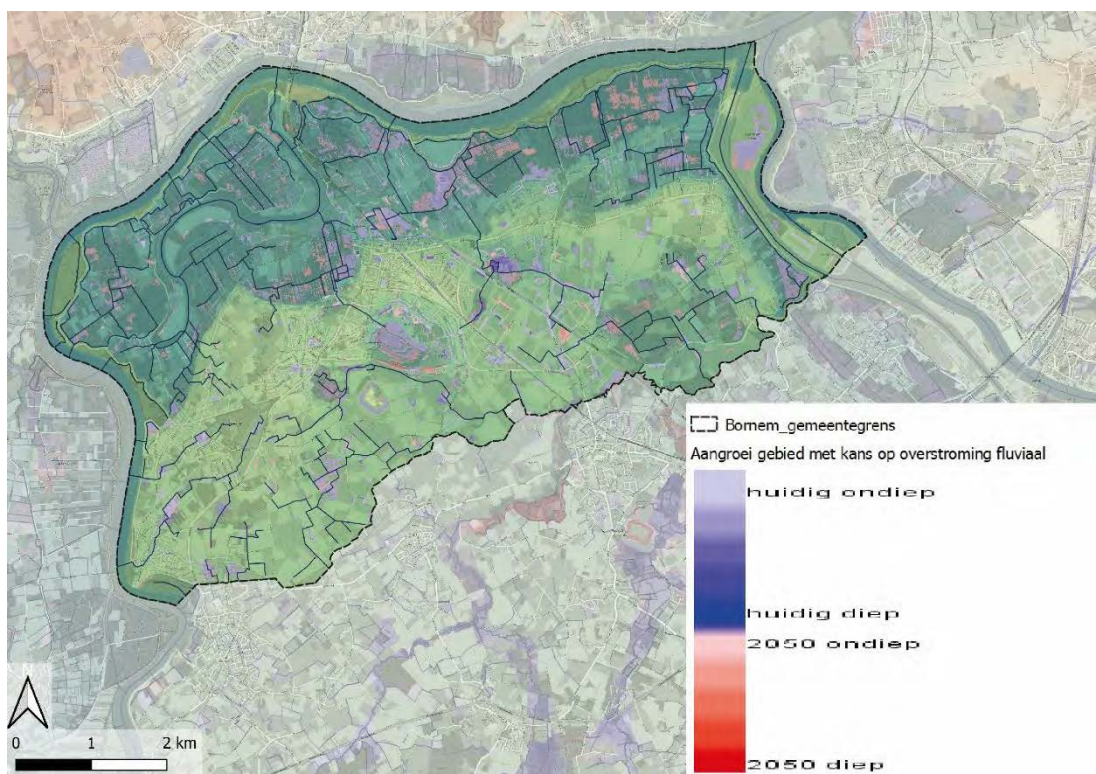 Bornem_gemeentegrens
Aangroei gebied met kans op overstroming fluviaal
huidig ondiep
huidig diep
2050 ondiep
2050 diep
N
0 1 2 km